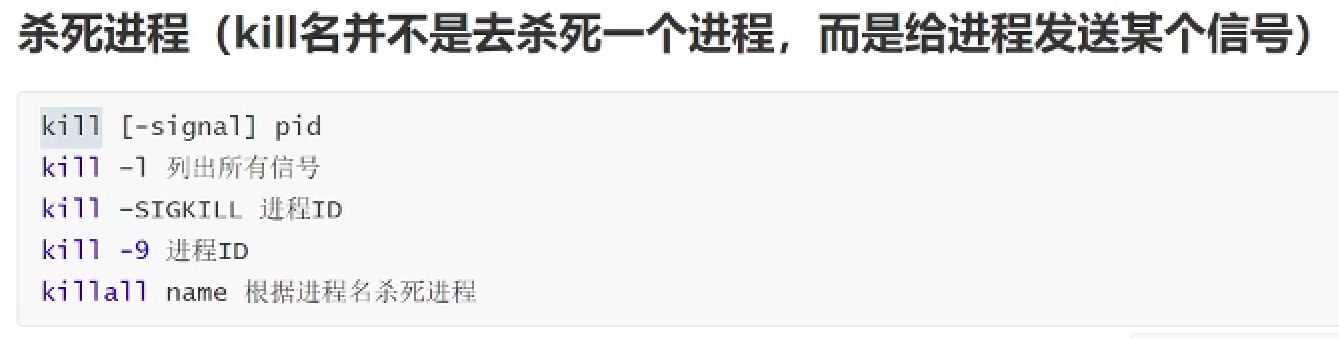 杀死进程（kill名并不是去杀死一个进程，而是给进程发送某个信号）
kill [-signal] pid
kill -l 列出所有信号
kill -SIGKILL 进程ID
kill -9 进程ID
killall name 根据进程名杀死进程